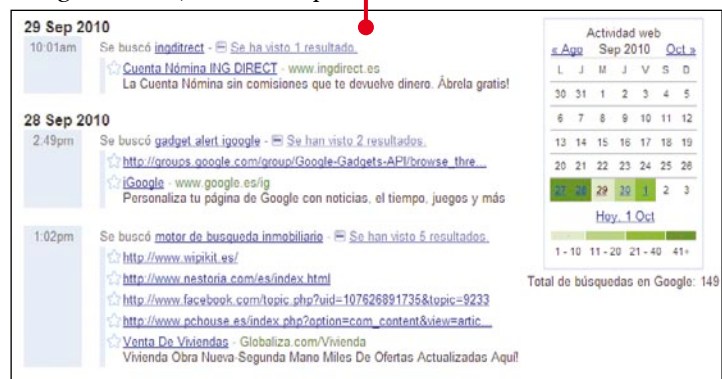 29 Sep 2010
10:01am Se buscó ingditrect - Se ha visto 1 resultado.
Cuenta Nómina ING DIRECT - www.ingdirect.es
La Cuenta Nómina sin comisiones que te devuelve dinero. Ábrela gratis!
28 Sep 2010
2.49pm Se buscó gadget alert igoogle - Se han visto 2 resultados.
http://groups.google.com/group/Google-Gadgets-API/browse_thre...
iGoogle - www.google.es/ig
Personaliza tu página de Google con noticias, el tiempo, juegos y más
1:02pm Se buscó motor de busqueda inmobiliario - Se han visto 5 resultados.
http://www.wipikit.es/
http://www.nestoria.com/es/index.html
http://www.facebook.com/topic.php?uid=107626891735&topic=9233
http://www.pchouse.es/index.php?option=com_content&view=artic...
Venta De Viviendas - Globaliza.com/Vivienda
Vivienda Obra Nueva-Segunda Mano Miles De Ofertas Actualizadas Aquí!
Actividad web
« Ago Sep 2010 Oct »
L J M J V S D
30 31 1 2 3 4 5
6 7 8 9 10 11 12
13 14 15 16 17 18 19
20 21 22 23 24 25 26
27 28 29 30 1 2 3
Hoy, 1 Oct
1 - 10 11 - 20 21 - 40 41+
Total de búsquedas en Google: 149